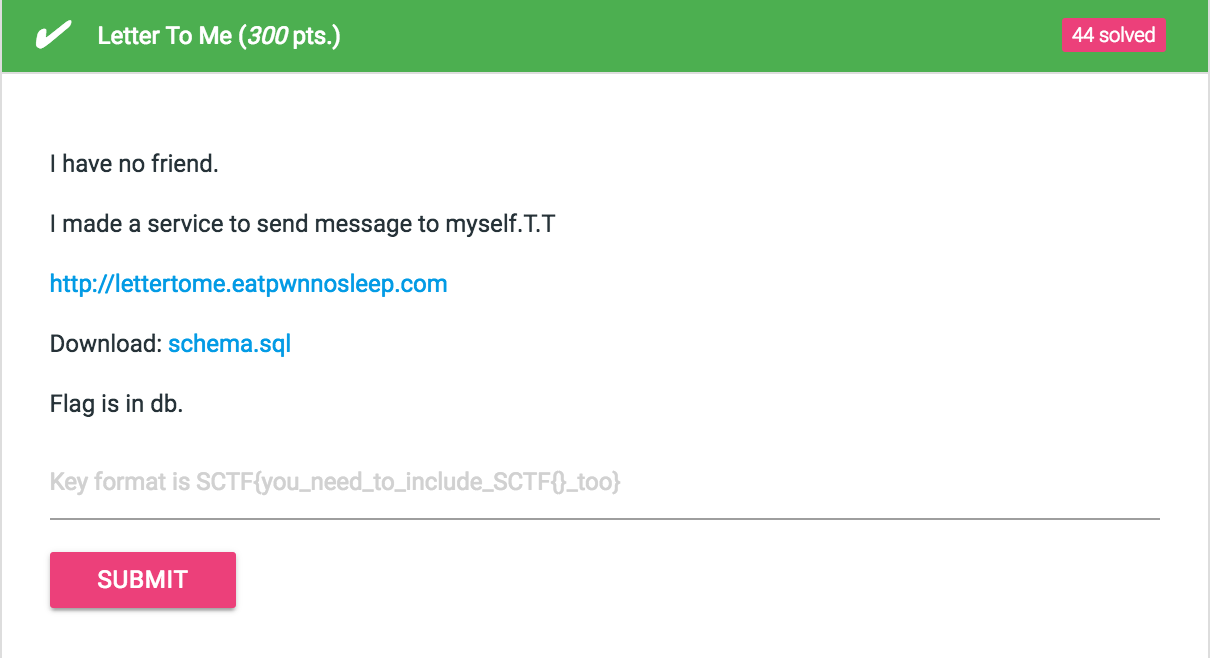 Letter To Me (300 pts.)
44 solved
I have no friend.
I made a service to send message to myself.T.T
http://lettertome.eatpwnnosleep.com
Download: schema.sql
Flag is in db.
Key format is SCTF{you_need_to_include_SCTF{}_too}
SUBMIT